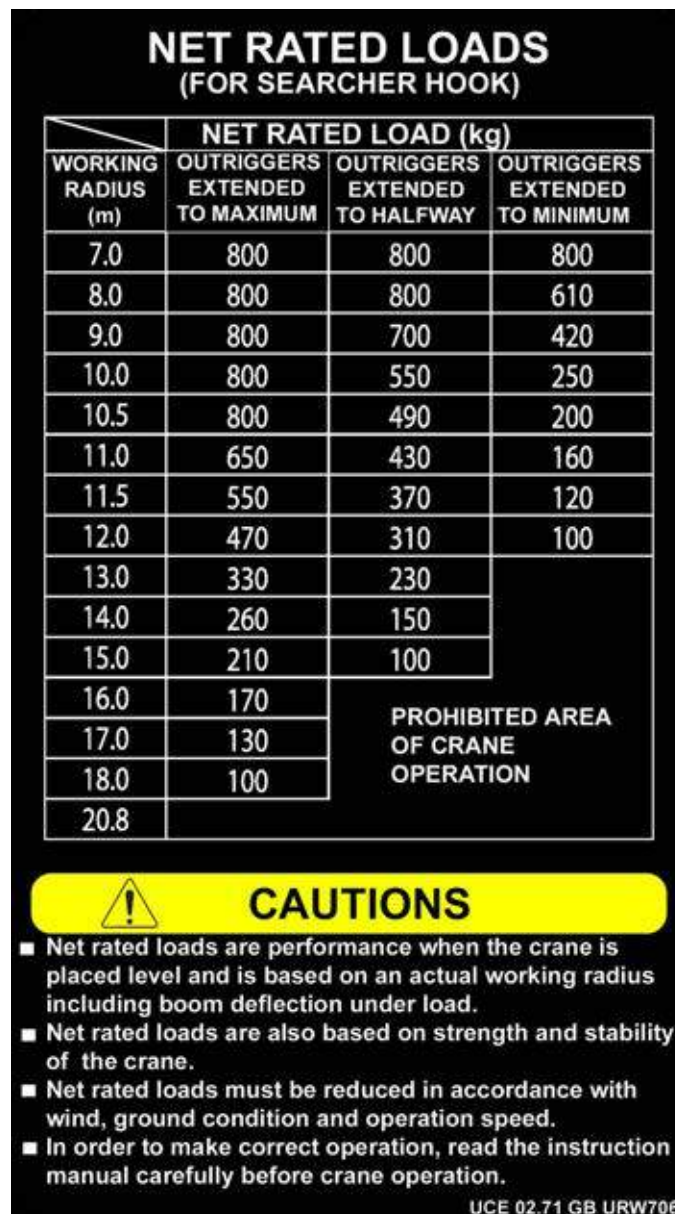 NET RATED LOADS
(FOR SEARCHER HOOK)
NET RATED LOAD (kg)
WORKING RADIUS (m) OUTRIGGERS EXTENDED TO MAXIMUM OUTRIGGERS EXTENDED TO HALFWAY OUTRIGGERS EXTENDED TO MINIMUM
7.0 800 800 800
8.0 800 800 610
9.0 800 700 420
10.0 800 550 250
10.5 800 490 200
11.0 650 430 160
11.5 550 370 120
12.0 470 310 100
13.0 330 230
14.0 260 150
15.0 210 100
16.0 170
17.0 130
18.0 100
20.8
PROHIBITED AREA
OF CRANE
OPERATION
CAUTIONS
■ Net rated loads are performance when the crane is
placed level and is based on an actual working radius
including boom deflection under load.
■ Net rated loads are also based on strength and stability
of the crane.
■ Net rated loads must be reduced in accordance with
wind, ground condition and operation speed.
■ In order to make correct operation, read the instruction
manual carefully before crane operation.
UCE 02.71 GB URW706